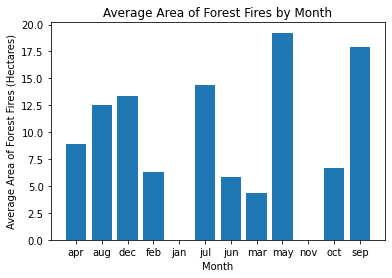 Average Area of Forest Fires by Month
Average Area of Forest Fires (Hectares)
20.0
17.5
15.0
12.5
10.0
7.5
5.0
2.5
0.0
apr aug dec feb jan jul jun mar may nov oct sep
Month